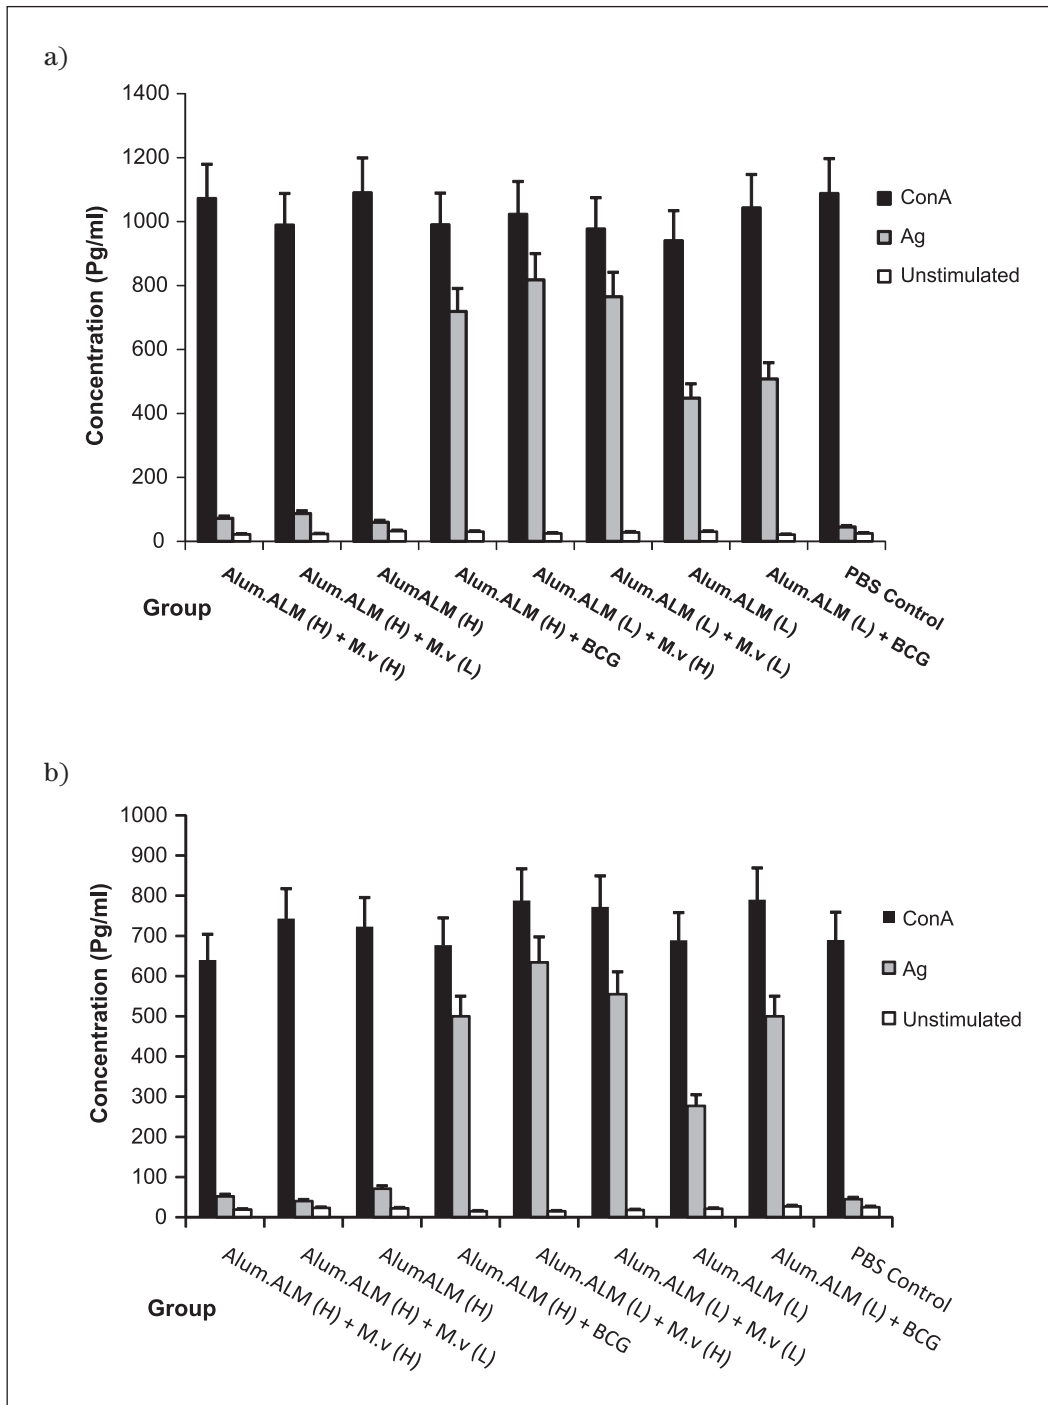 a)
1400
1200
1000
800
600
400
200
0
Concentration (Pg/ml)
ConA
Ag
Unstimulated
Group
Alum.ALM (H) + M.v (H)
Alum.ALM (H) + M.v (L)
AlumALM (H)
Alum.ALM (H) + BCG
Alum.ALM (L) + M.v (H)
Alum.ALM (L) + M.v (L)
Alum.ALM (L)
Alum.ALM (L) + BCG
PBS Control
b)
1000
900
800
700
600
500
400
300
200
100
0
Concentration (Pg/ml)
ConA
Ag
Unstimulated
Group
Alum.ALM (H) + M.v (H)
Alum.ALM (H) + M.v (L)
AlumALM (H)
Alum.ALM (H) + BCG
Alum.ALM (L) + M.v (H)
Alum.ALM (L) + M.v (L)
Alum.ALM (L)
Alum.ALM (L) + BCG
PBS Control